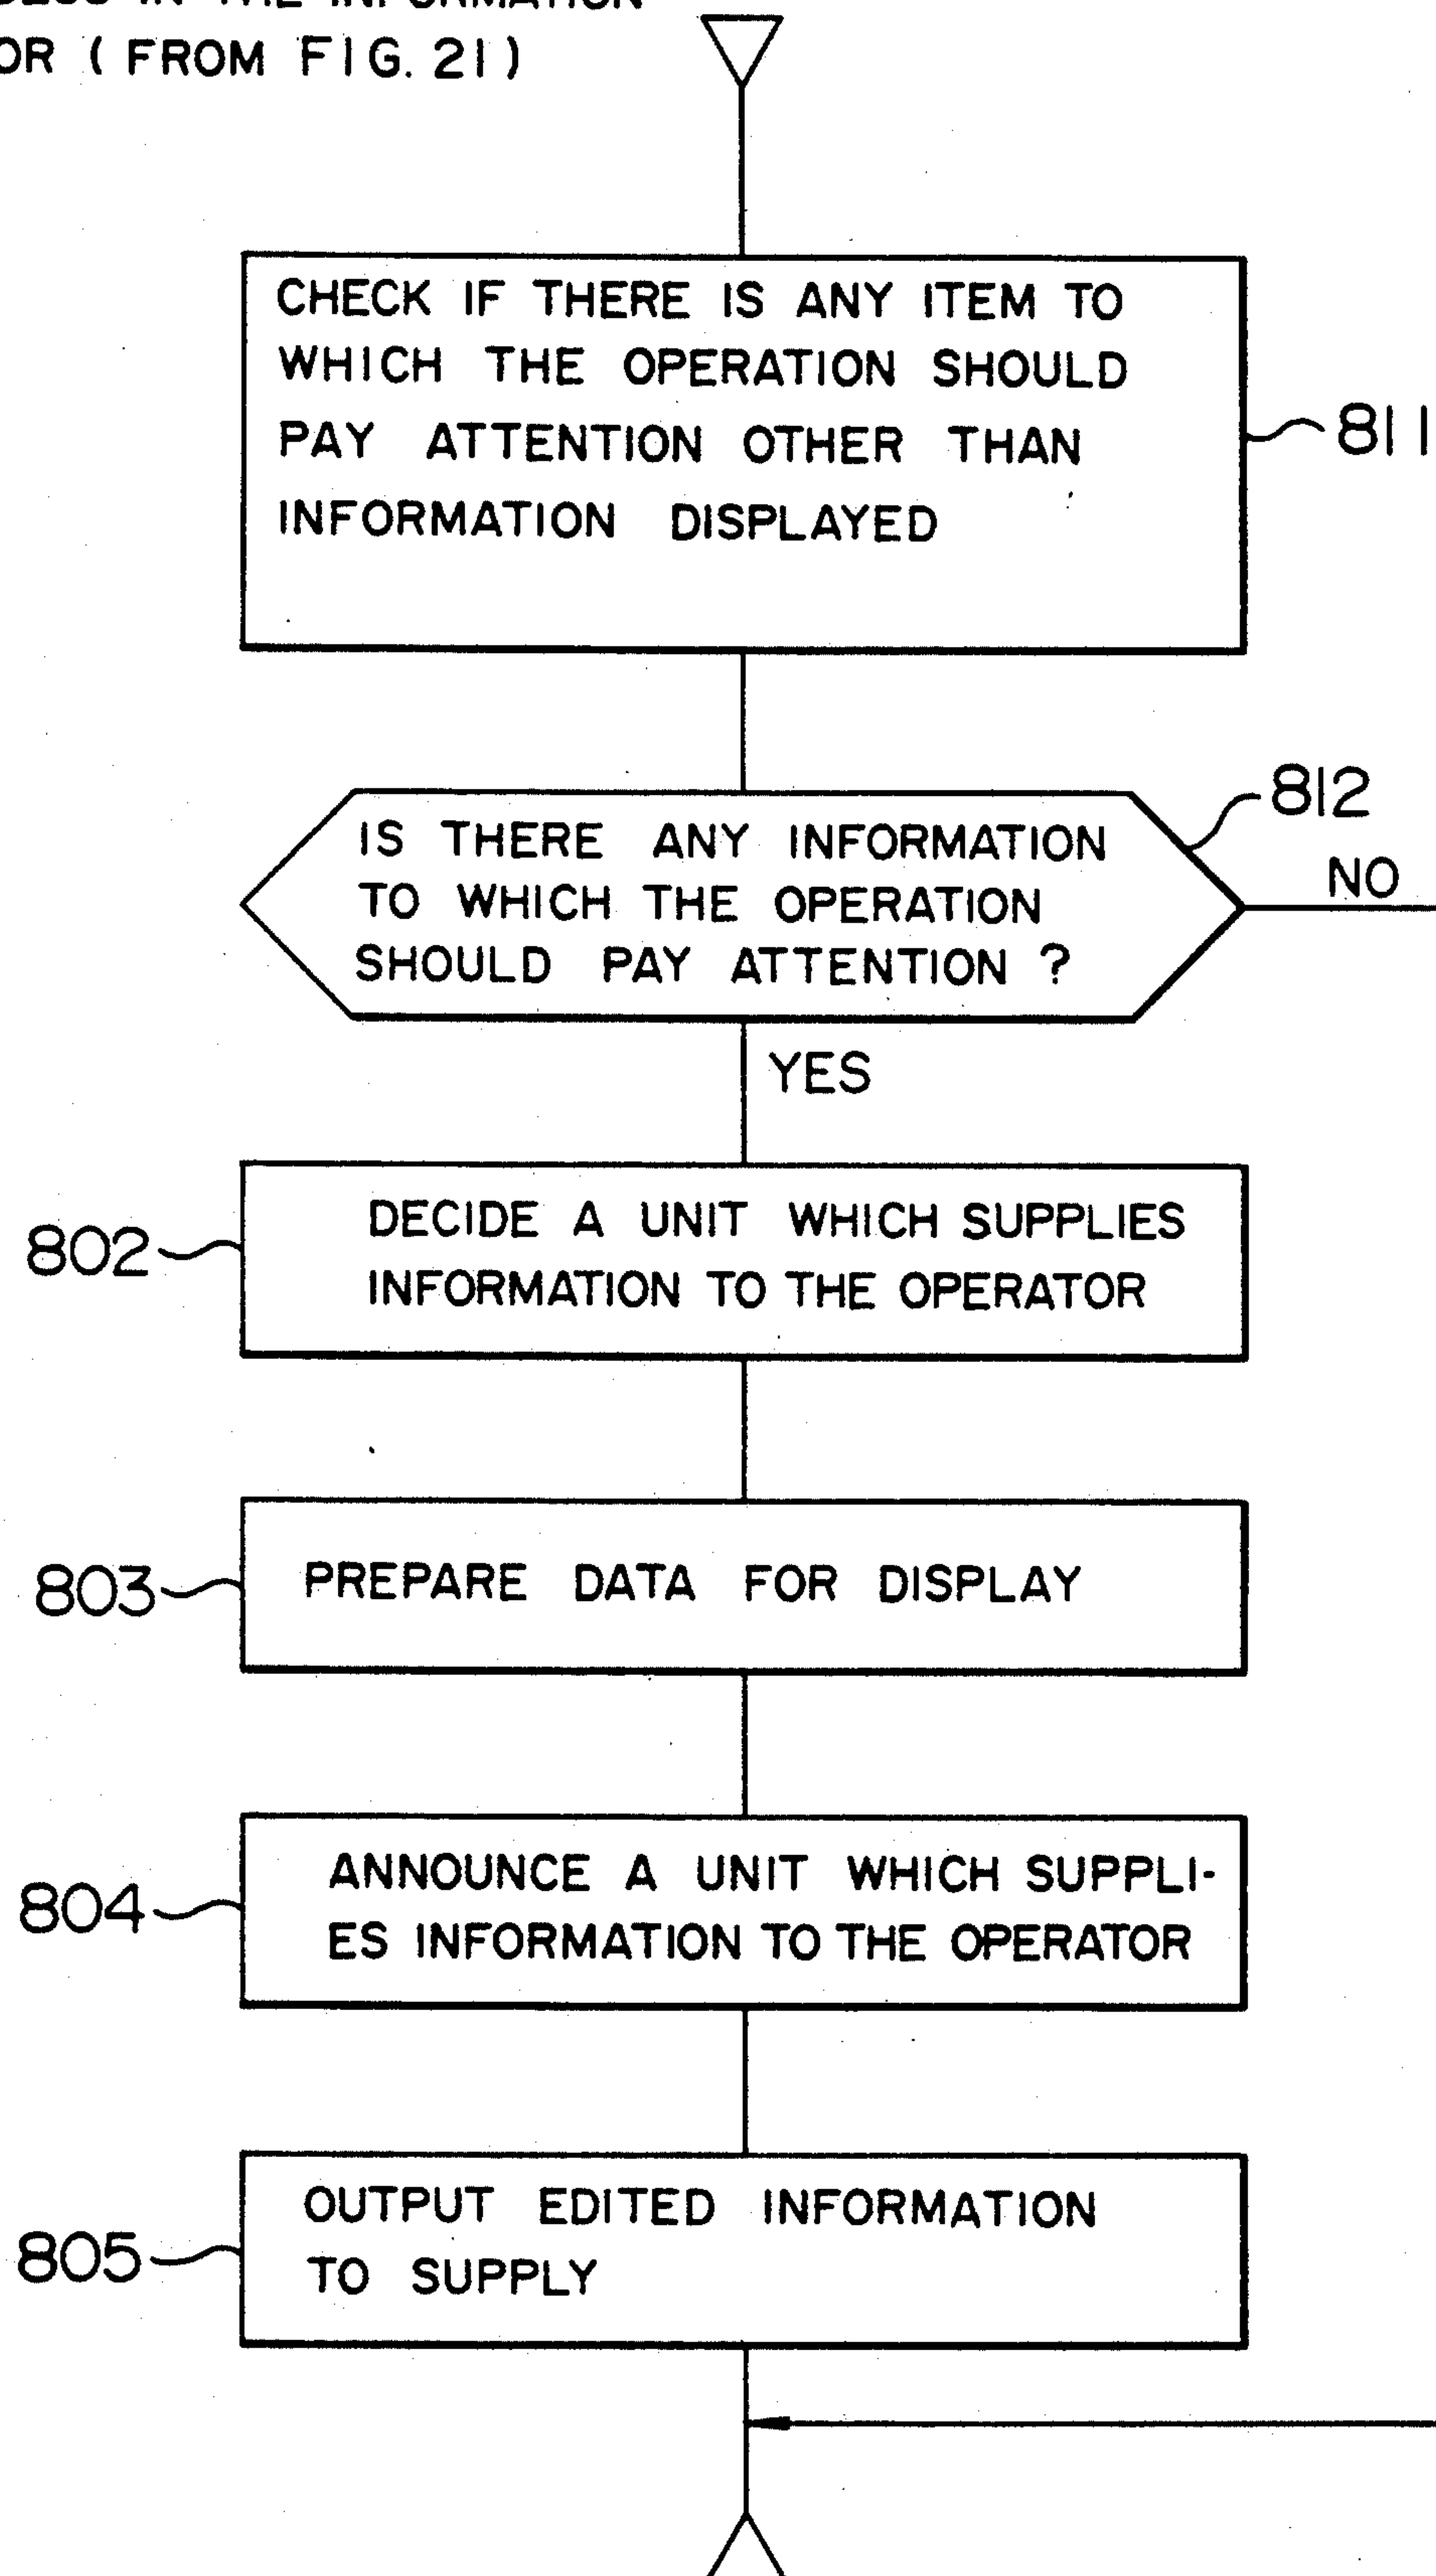 IN THE INFORMATION
OR ( FROM FIG. 21 )
CHECK IF THERE IS ANY ITEM TO
WHICH THE OPERATION SHOULD
PAY ATTENTION OTHER THAN
INFORMATION DISPLAYED
811
812
IS THERE ANY INFORMATION
TO WHICH THE OPERATION
SHOULD PAY ATTENTION ?
NO
YES
802
DECIDE A UNIT WHICH SUPPLIES
INFORMATION TO THE OPERATOR
803
PREPARE DATA FOR DISPLAY
804
ANNOUNCE A UNIT WHICH SUPPLI-
ES INFORMATION TO THE OPERATOR
805
OUTPUT EDITED INFORMATION
TO SUPPLY